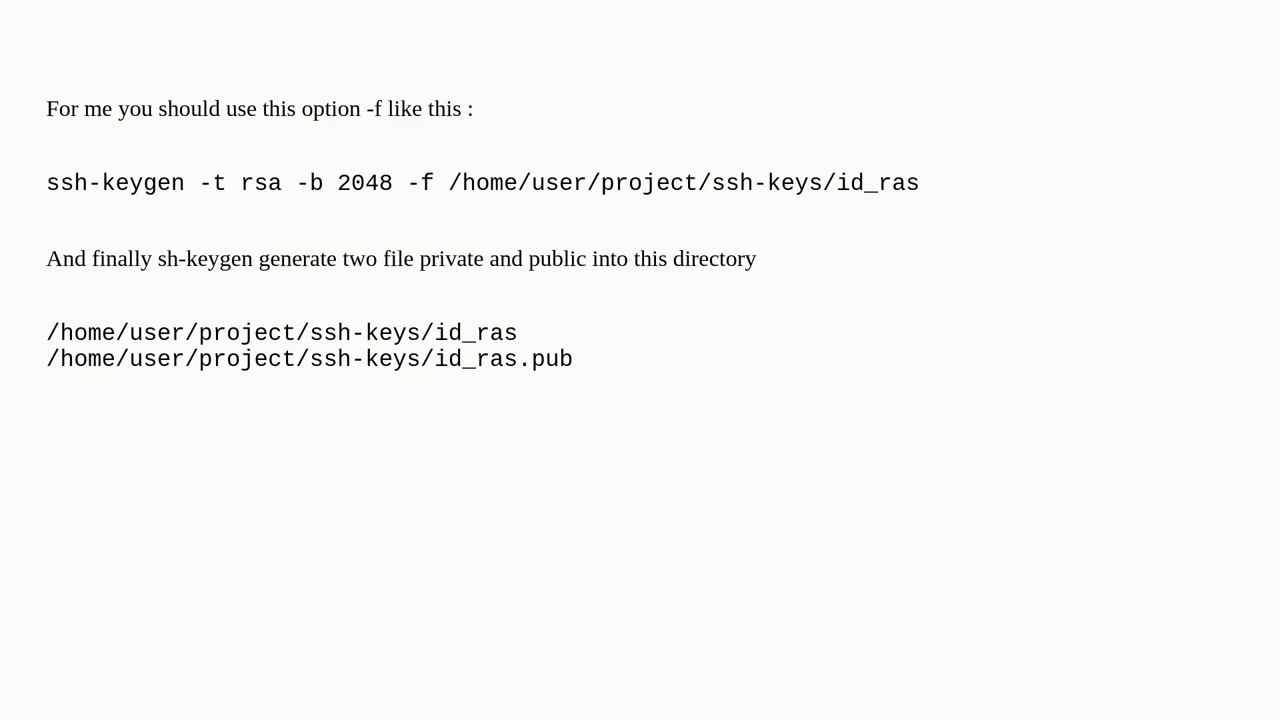 For me you should use this option -f like this :
ssh-keygen -t rsa -b 2048 -f /home/user/project/ssh-keys/id_ras
And finally sh-keygen generate two file private and public into this directory
/home/user/project/ssh-keys/id_ras
/home/user/project/ssh-keys/id_ras.pub